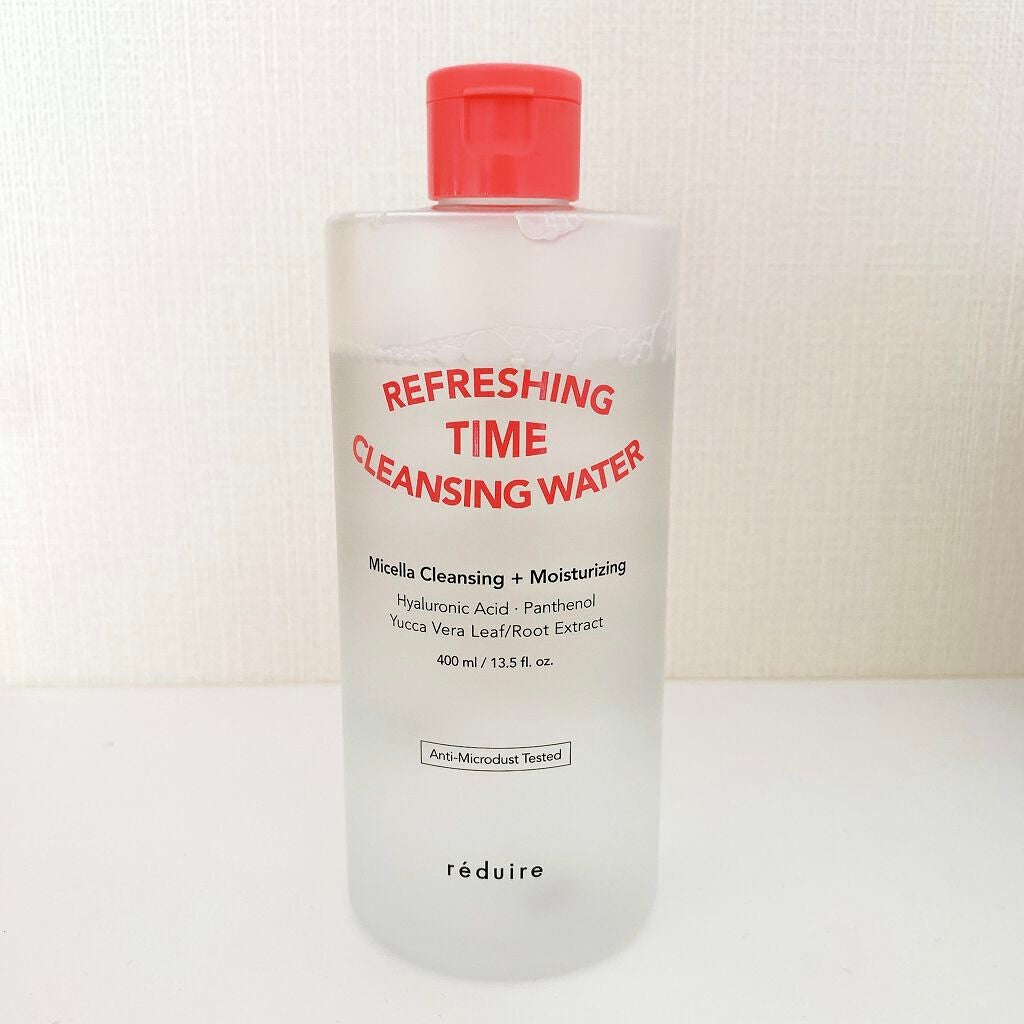 REFRESHING
TIME
CLEANSING WATER
Micella Cleansing + Moisturizing
Hyaluronic Acid · Panthenol
Yucca Vera Leaf/Root Extract
400 ml / 13.5 fl. oz.
Anti-Microdust Tested
réduire